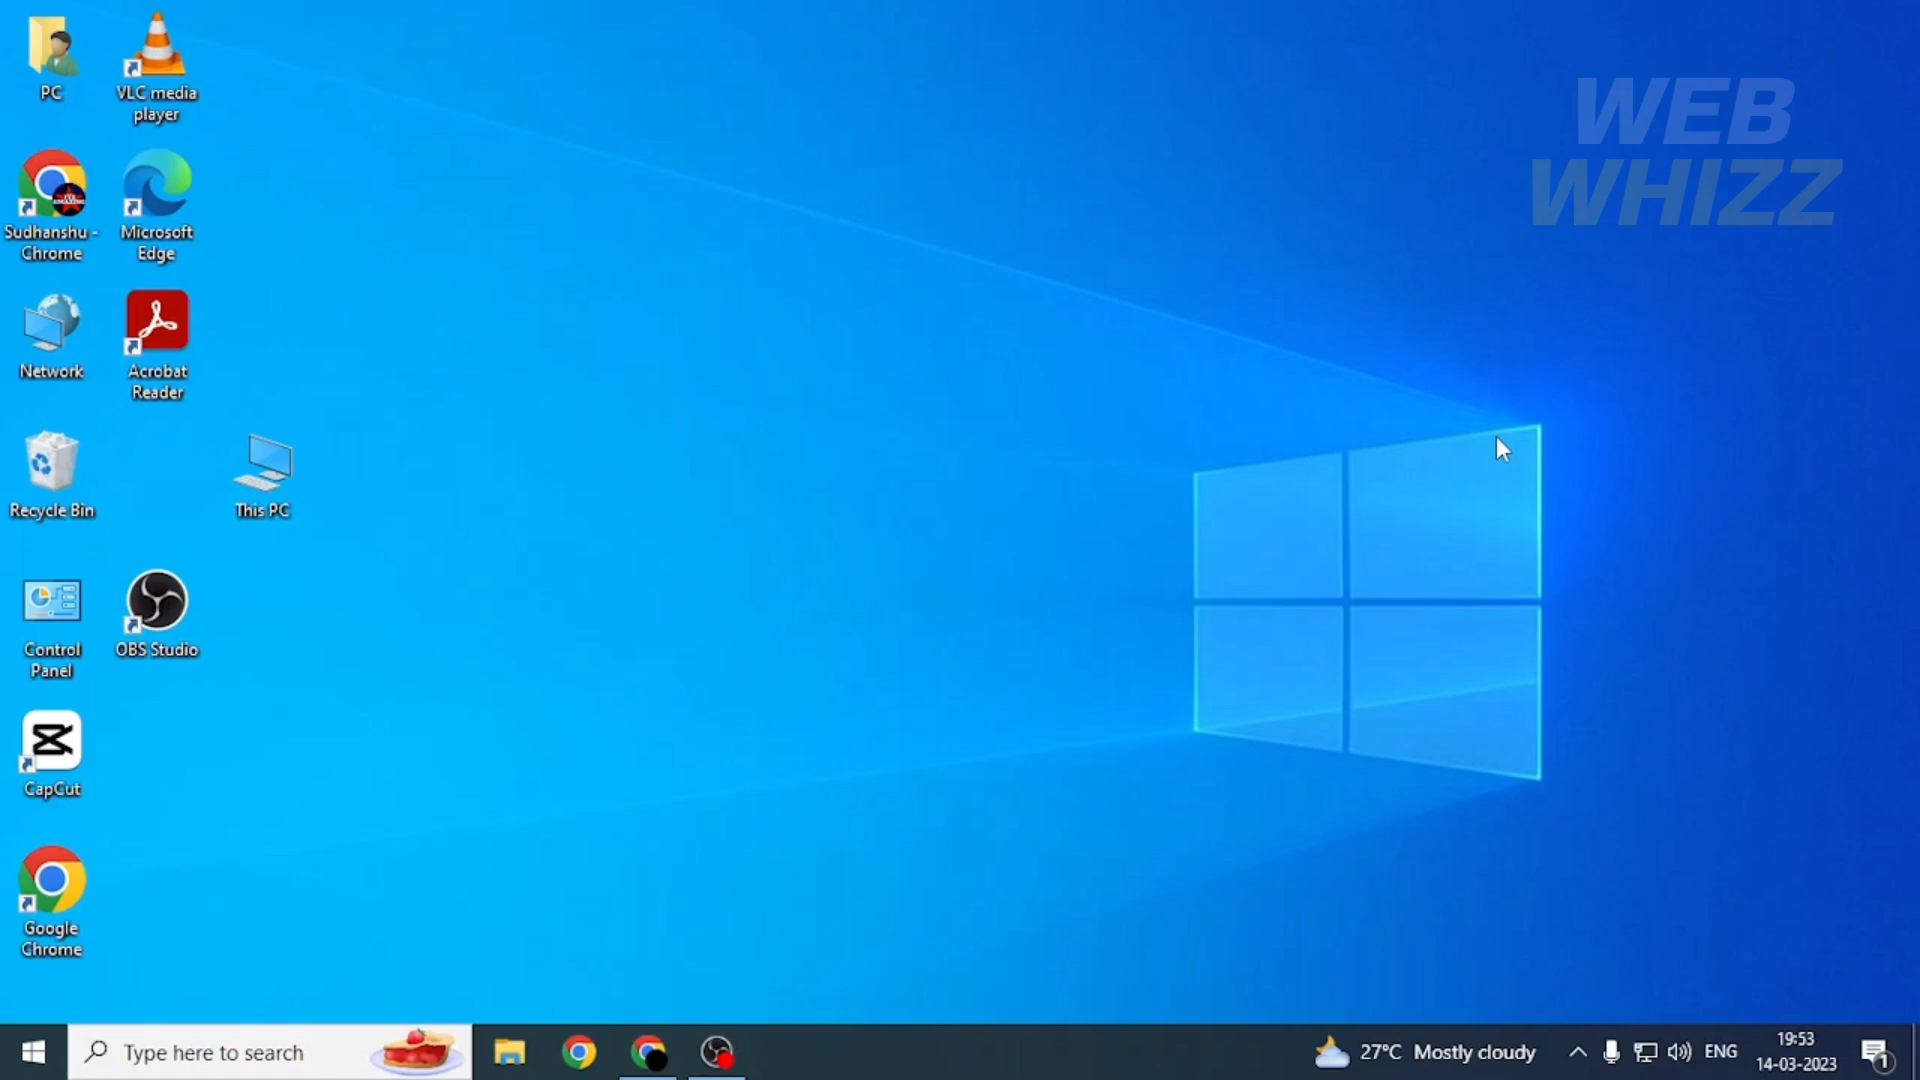 PC
VLC media
player
WEB
WHIZZ
Sudhanshu -
Chrome
Microsoft
Edge
Network
Acrobat
Reader
Recycle Bin
This PC
Control
Panel
OBS Studio
CapCut
Google
Chrome
Type here to search
27°C Mostly cloudy
ENG
19:53
14-03-2023
1